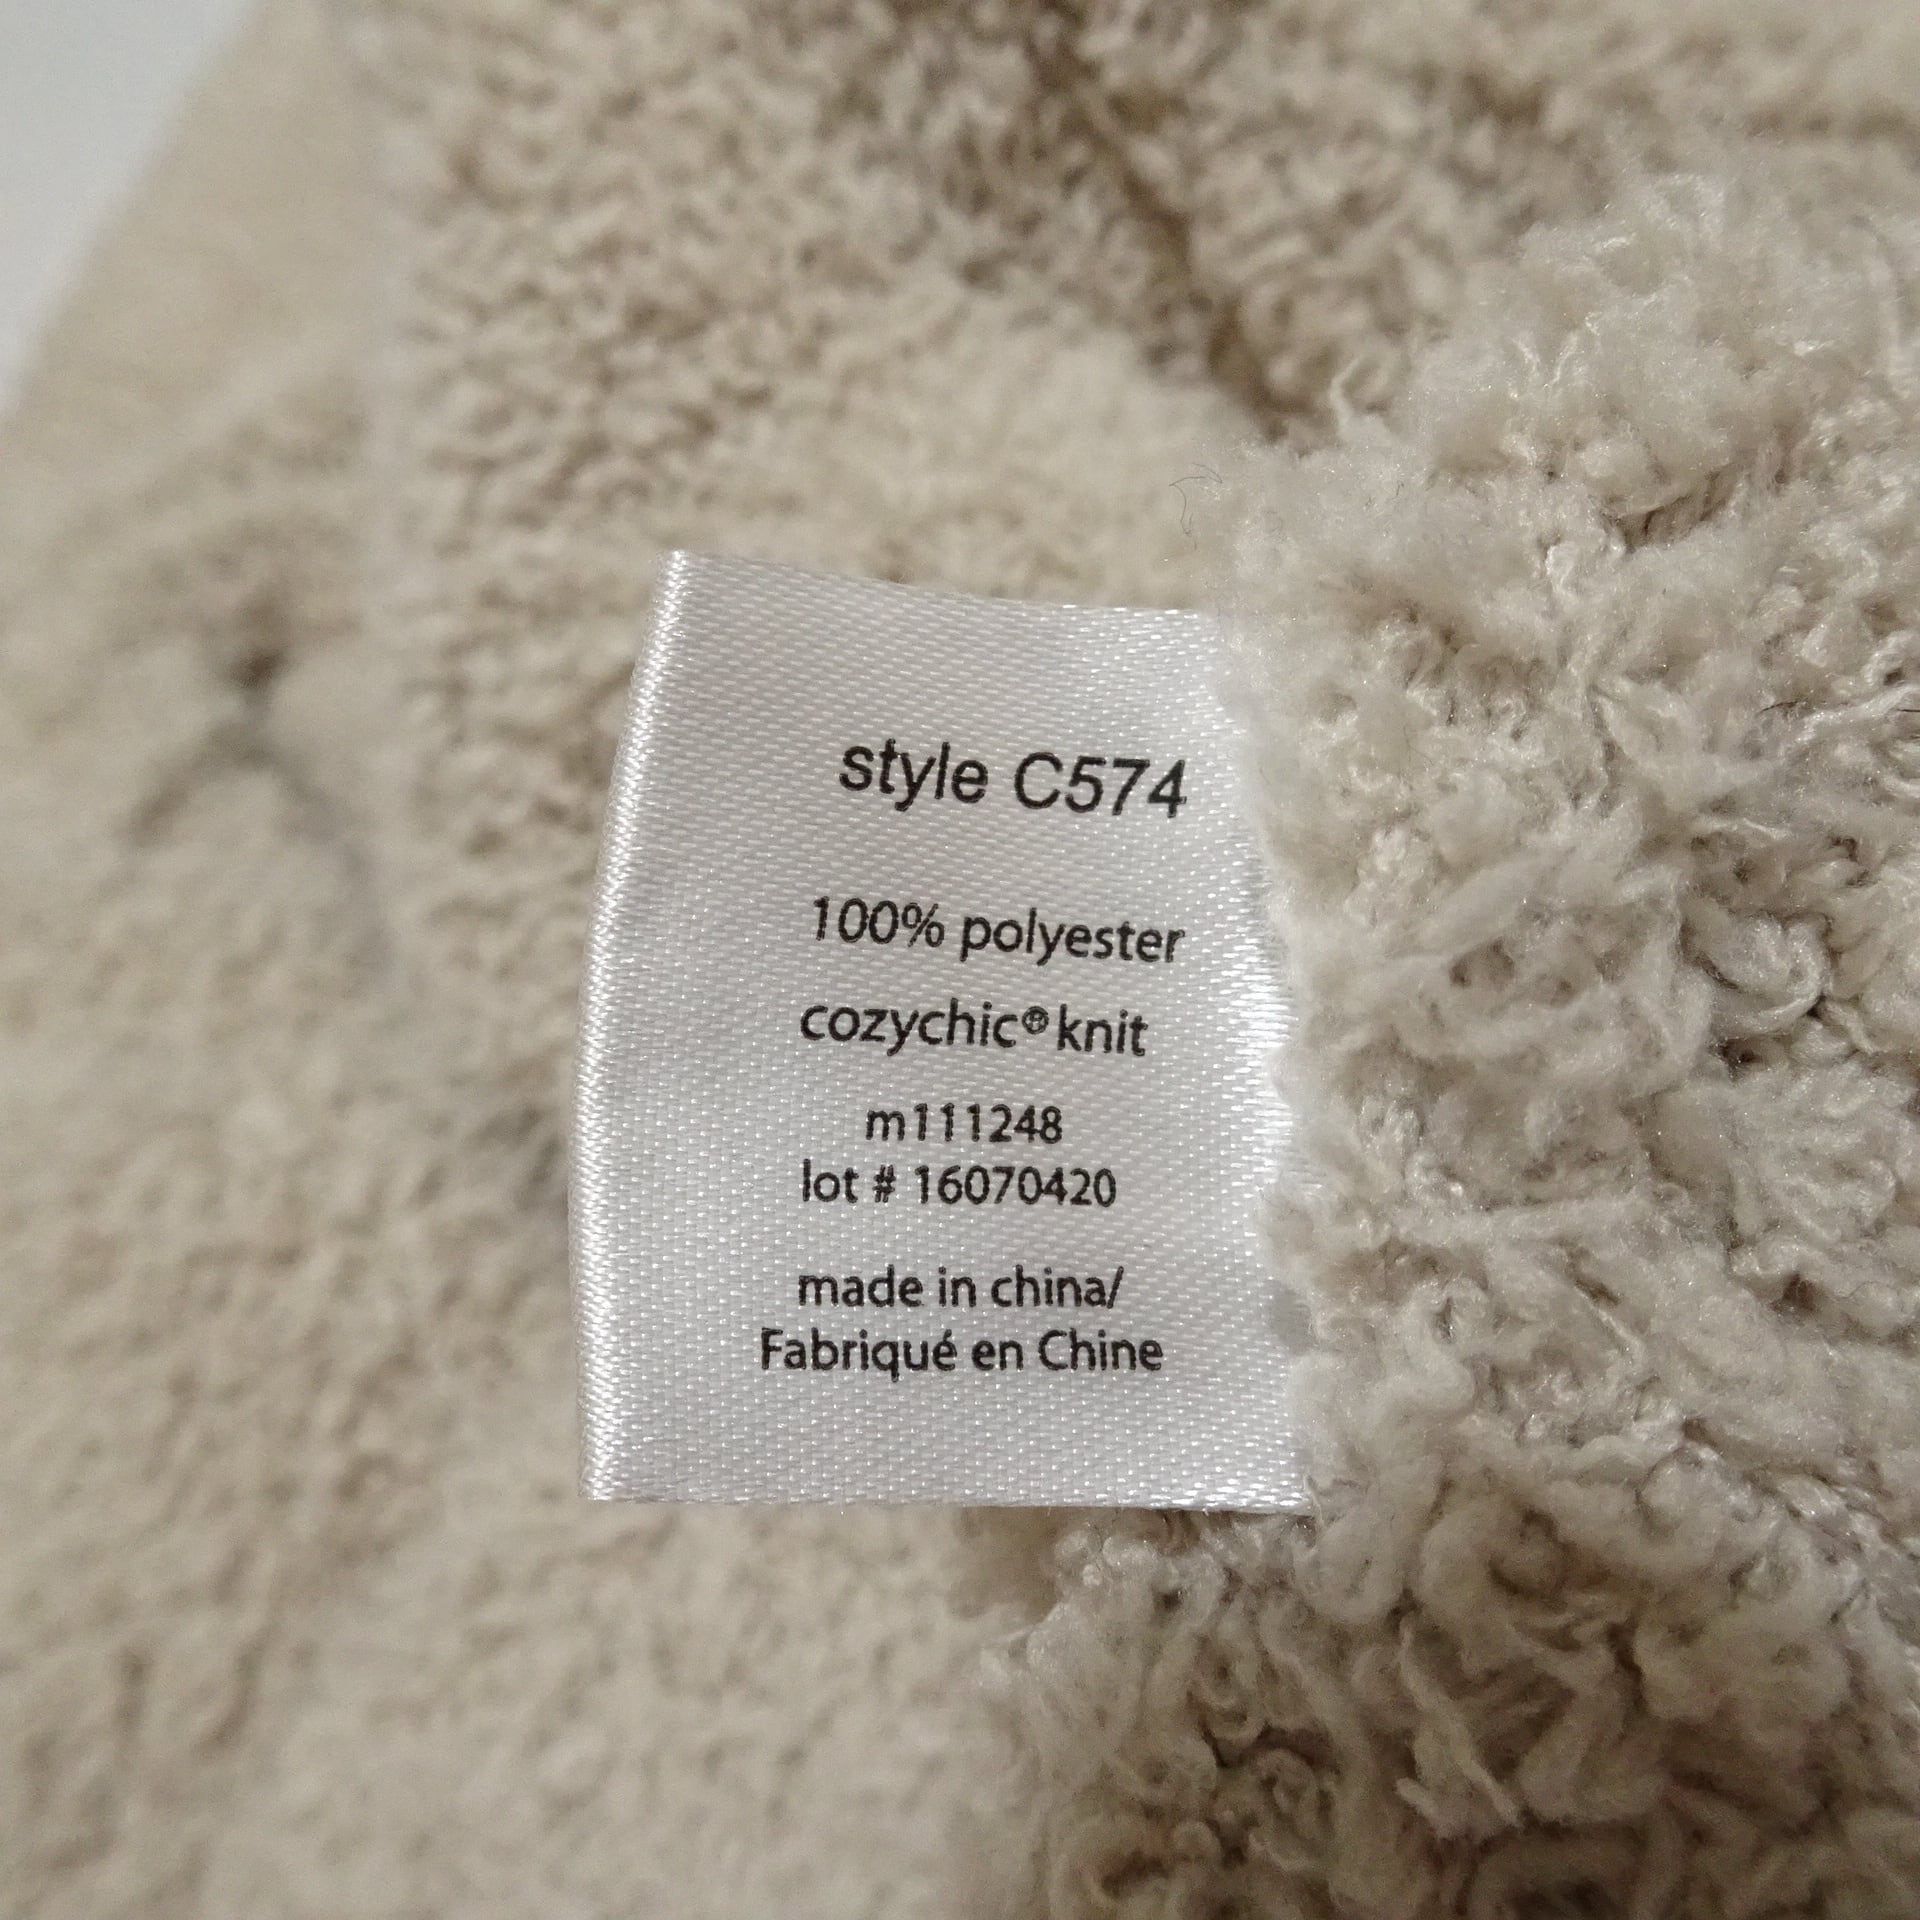 style C574
100% polyester
cozychic® knit
m111248
lot # 16070420
made in china/
Fabriqué en Chine